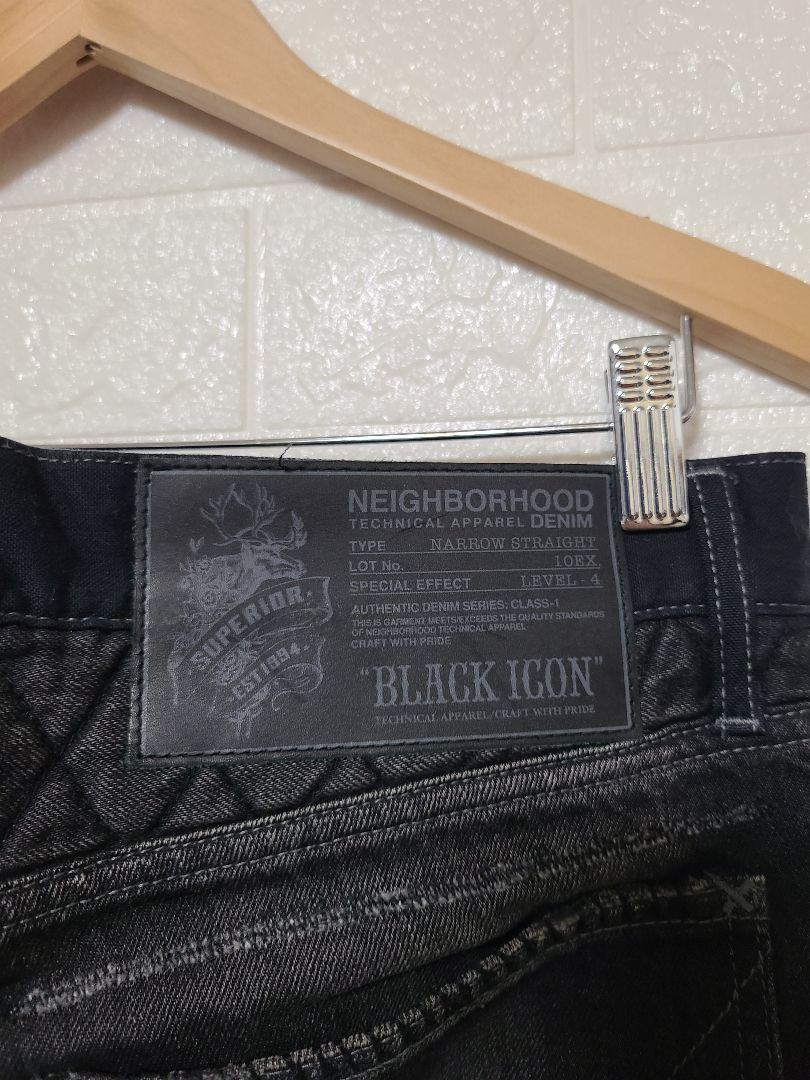 NEIGHBORHOOD
TECHNICAL APPAREL DENIM
TYPE NARROW STRAIGHT
LOT No. 10EX.
SPECIAL EFFECT LEVEL - 4
AUTHENTIC DENIM SERIES: CLASS-1
THIS IS GARMENT MEETS/EXCEEDS THE QUALITY STANDARDS
OF NEIGHBORHOOD TECHNICAL APPAREL
CRAFT WITH PRIDE
"BLACK ICON"
TECHNICAL APPAREL/CRAFT WITH PRIDE
SUPERIOR.
.EST1994.